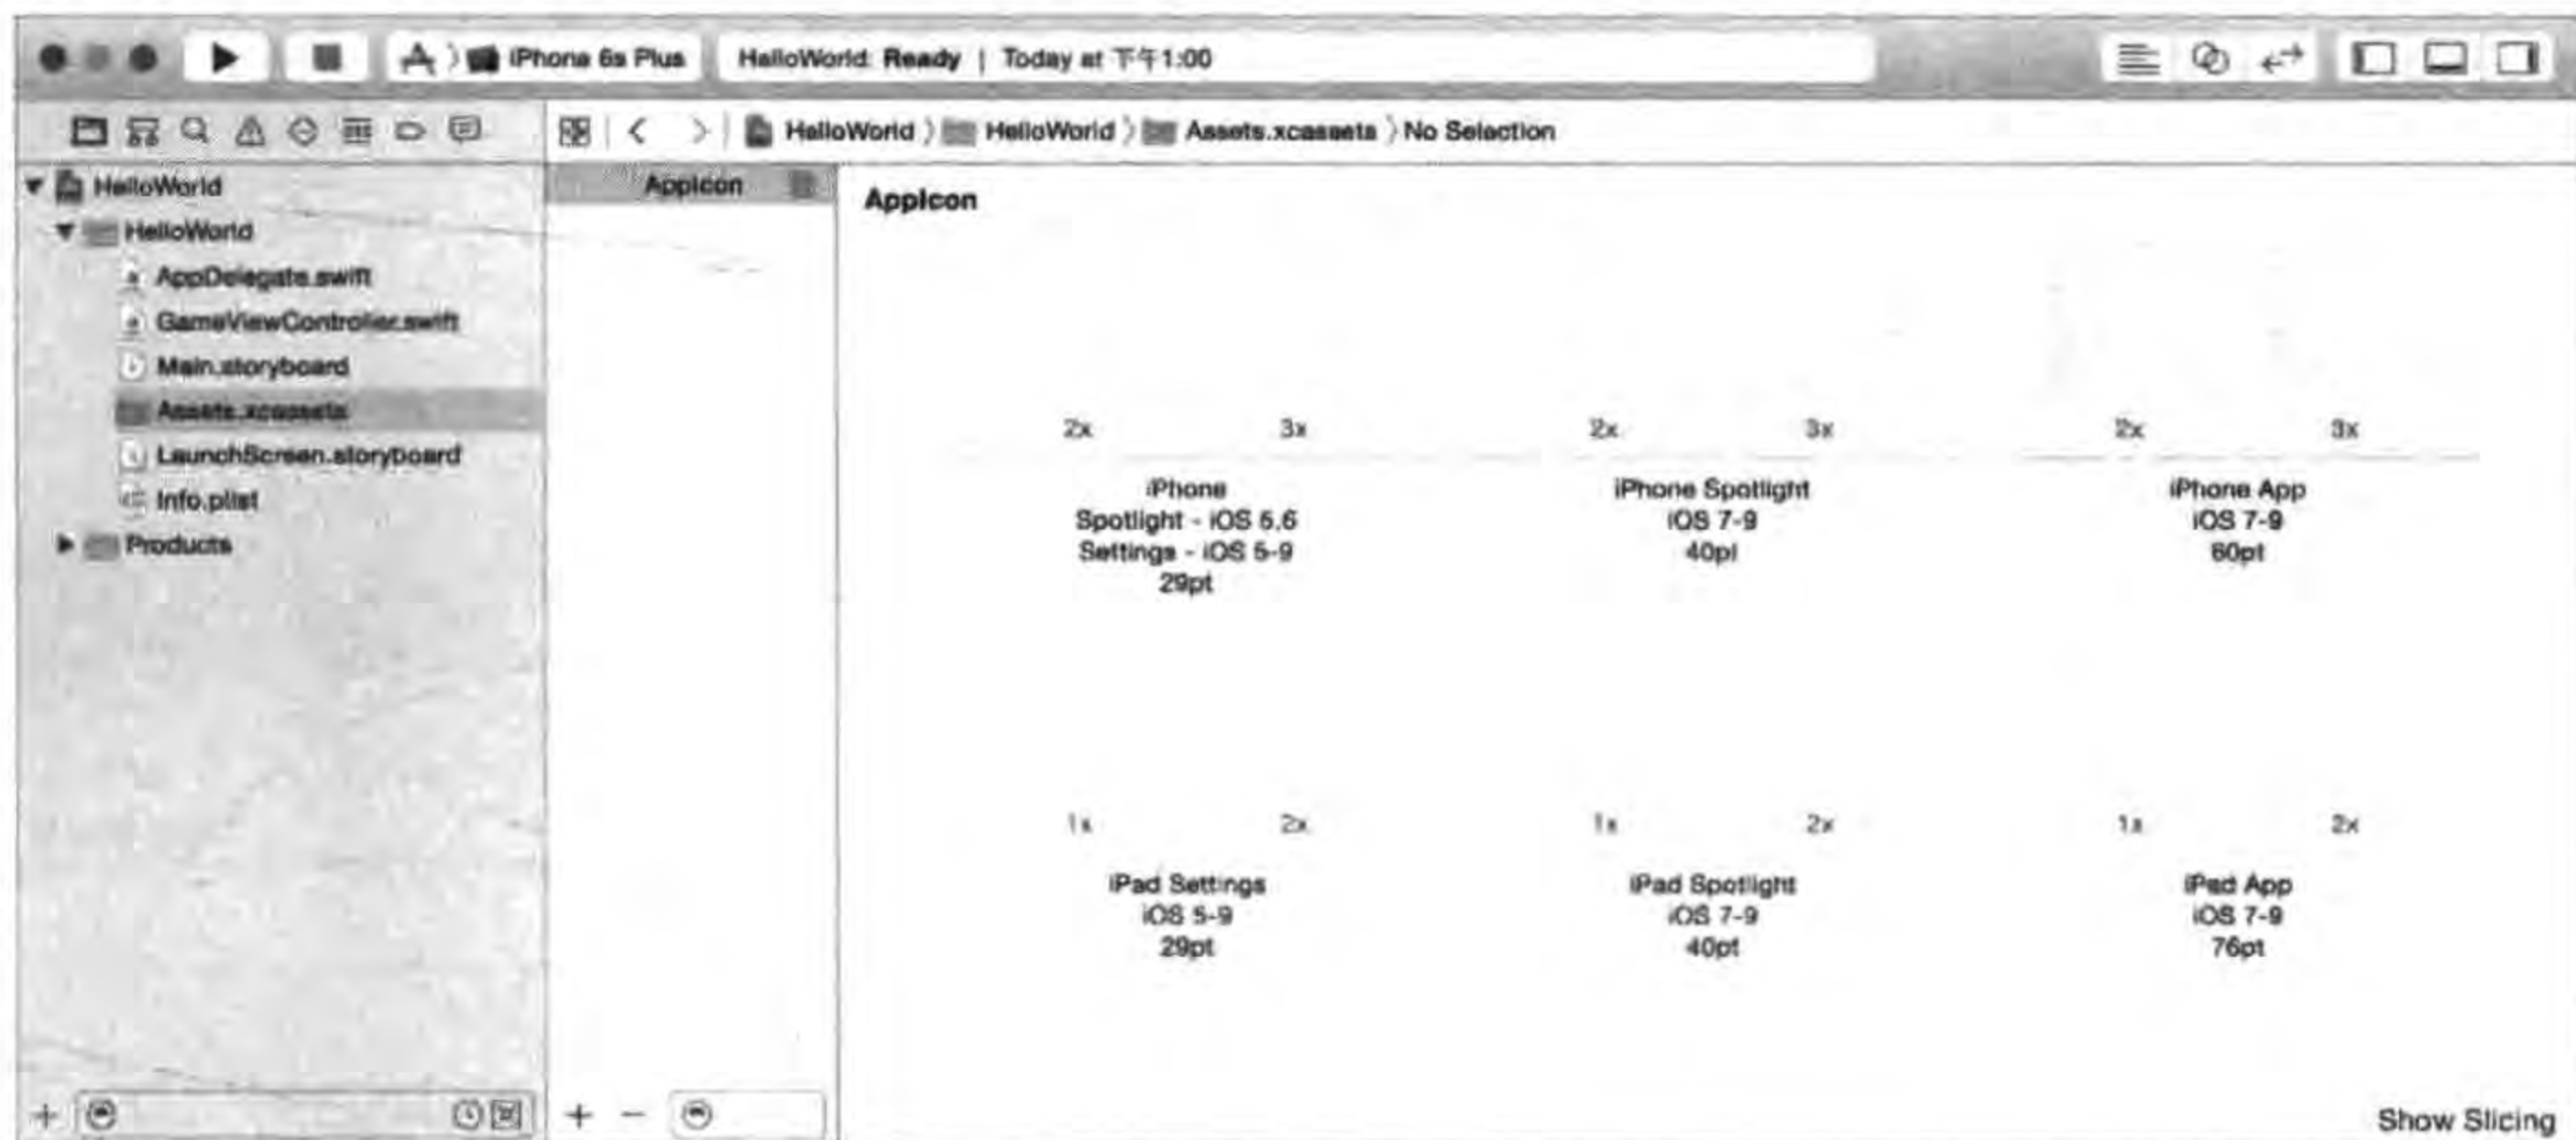 iPhone 6s Plus
HelloWorld: Ready | Today at 下午1:00
HelloWorld HelloWorld Assets.xcassets No Selection
HelloWorld
HelloWorld
AppDelegate.swift
GameViewController.swift
Main.storyboard
Assets.xcassets
LaunchScreen.storyboard
Info.plist
Products
AppIcon
AppIcon
2x 3x 2x 3x 2x 3x
iPhone
Spotlight - iOS 5,6
Settings - iOS 5-9
29pt
iPhone Spotlight
iOS 7-9
40pt
iPhone App
iOS 7-9
60pt
1x 2x 1x 2x 1x 2x
iPad Settings
iOS 5-9
29pt
iPad Spotlight
iOS 7-9
40pt
iPad App
iOS 7-9
76pt
Show Slicing